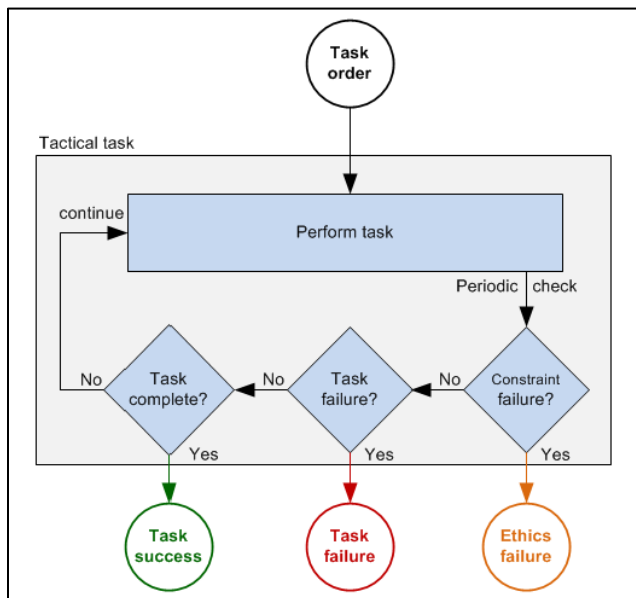 Task
order
Tactical task
continue
Perform task
Periodic check
Task
complete?
No
Task
failure?
No
Constraint
failure?
No
Yes
Yes
Yes
Task
success
Task
failure
Ethics
failure